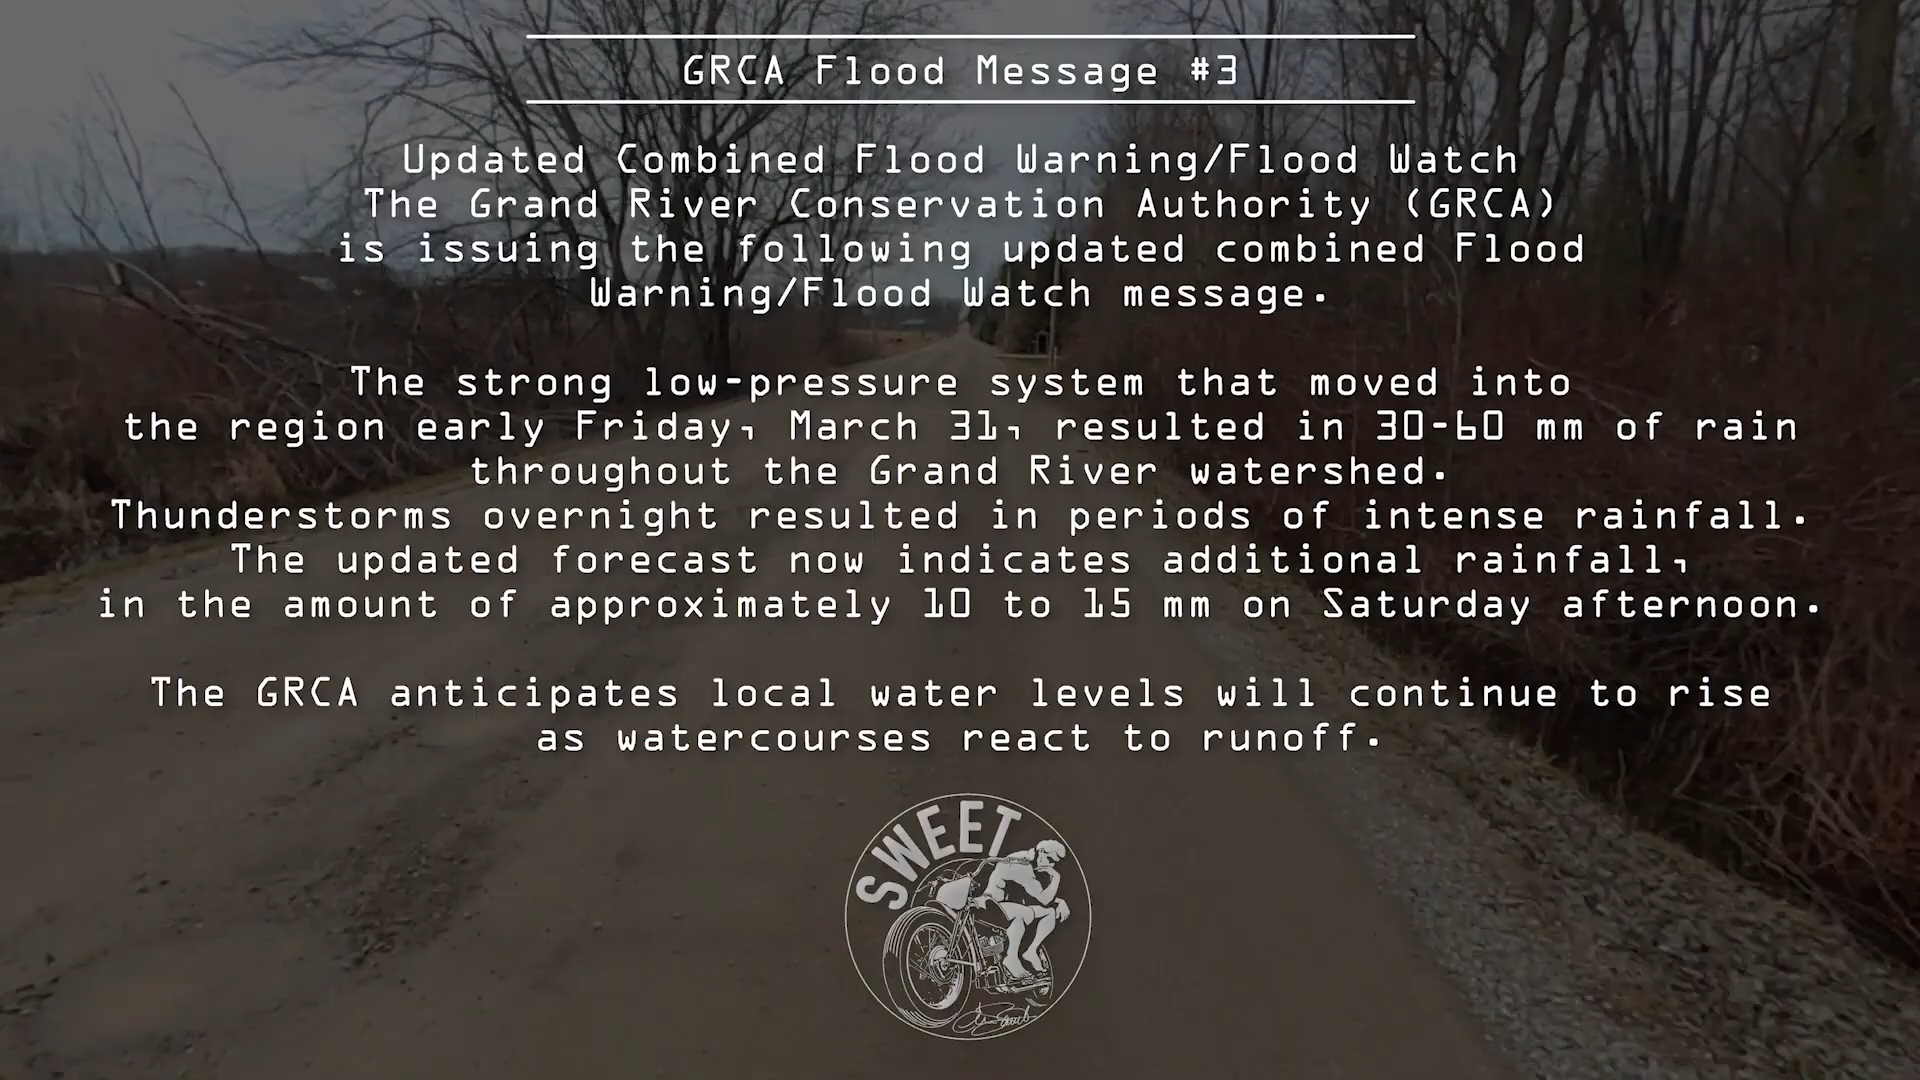 GRCA Flood Message #3
Updated Combined Flood Warning/Flood Watch
The Grand River Conservation Authority (GRCA)
is issuing the following updated combined Flood
Warning/Flood Watch message.
The strong low-pressure system that moved into
the region early Friday, March 31, resulted in 30-60 mm of rain
throughout the Grand River watershed.
Thunderstorms overnight resulted in periods of intense rainfall.
The updated forecast now indicates additional rainfall,
in the amount of approximately 10 to 15 mm on Saturday afternoon.
The GRCA anticipates local water levels will continue to rise
as watercourses react to runoff.
SWEET